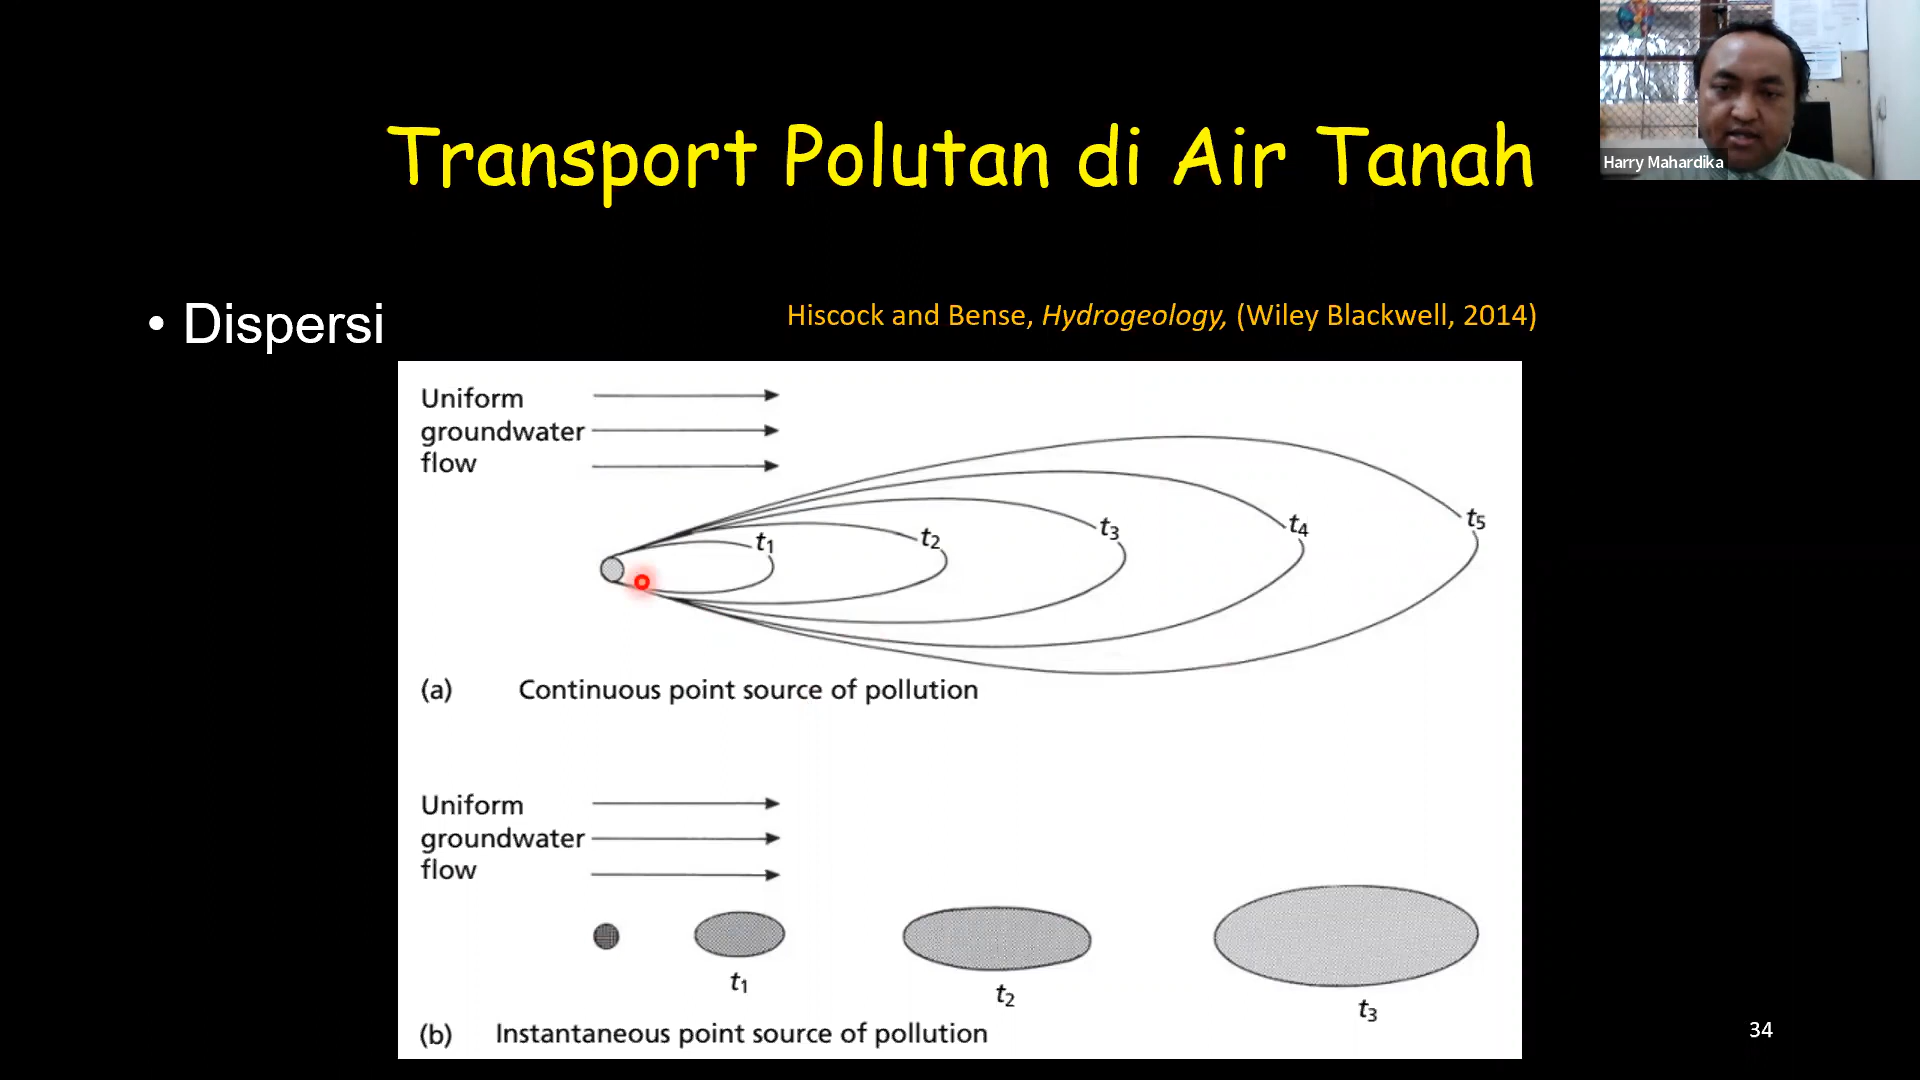 Transport Polutan di Air Tanah
Harry Mahardika
• Dispersi
Hiscock and Bense, Hydrogeology, (Wiley Blackwell, 2014)
Uniform
groundwater
flow
t1
t2
t3
t4
t5
(a) Continuous point source of pollution
Uniform
groundwater
flow
t1
t2
t3
(b) Instantaneous point source of pollution
34